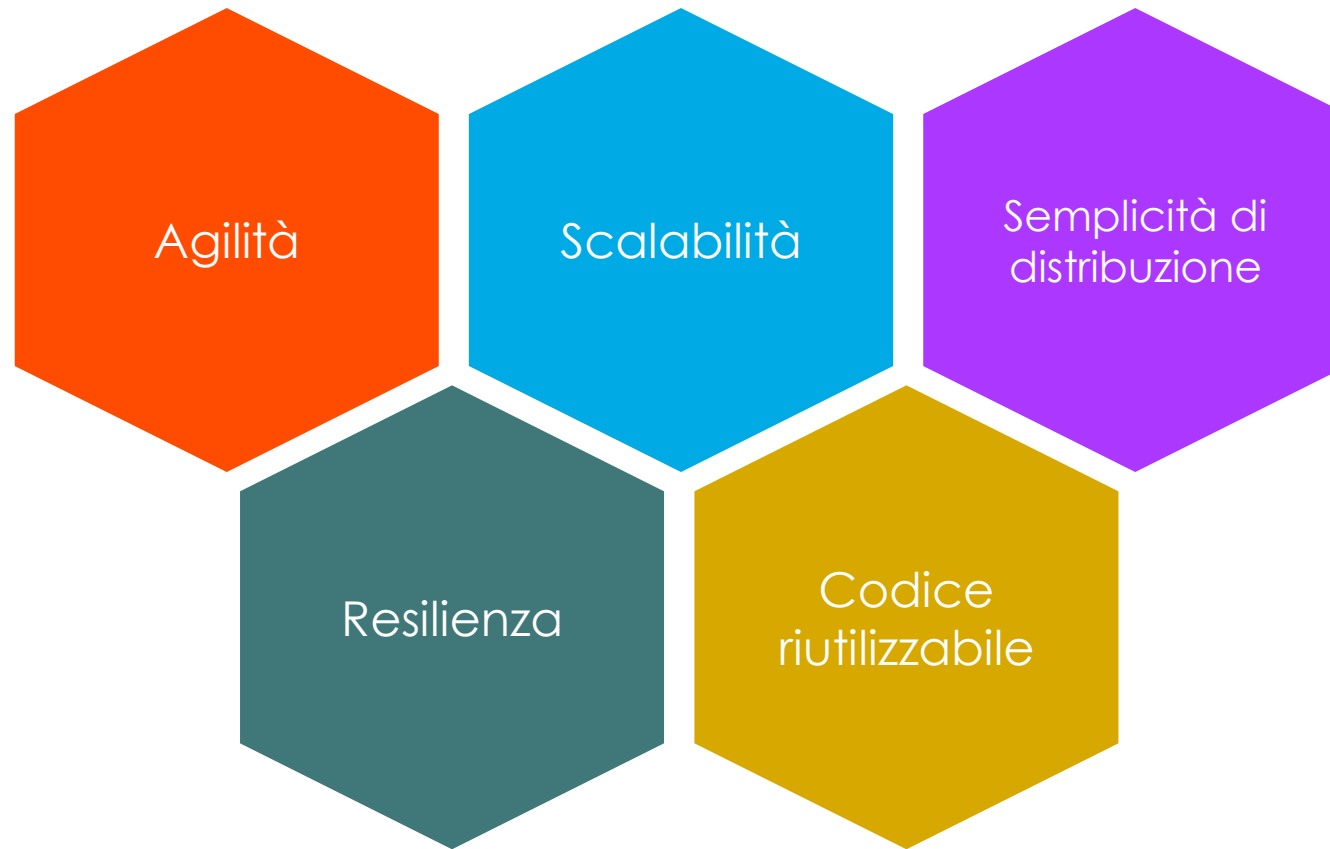 Agilità
Scalabilità
Semplicità di
distribuzione
Resilienza
Codice
riutilizzabile